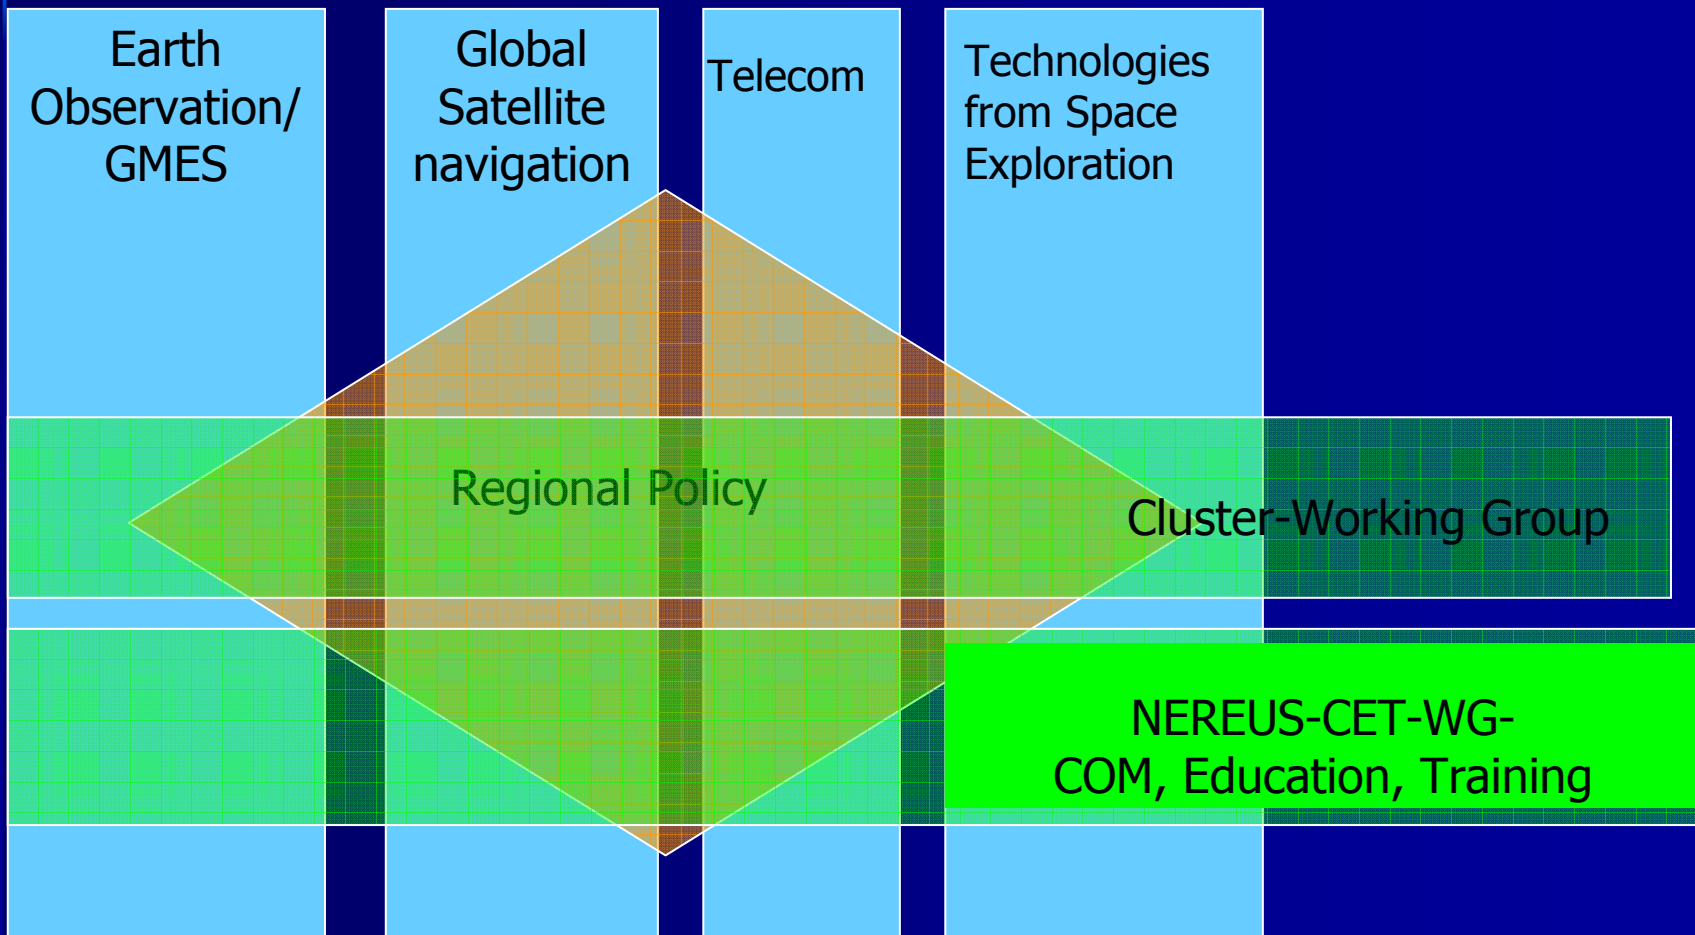 Earth
Observation/
GMES
Global
Satellite
navigation
Telecom
Technologies
from Space
Exploration
Regional Policy
Cluster-Working Group
NEREUS-CET-WG-
COM, Education, Training